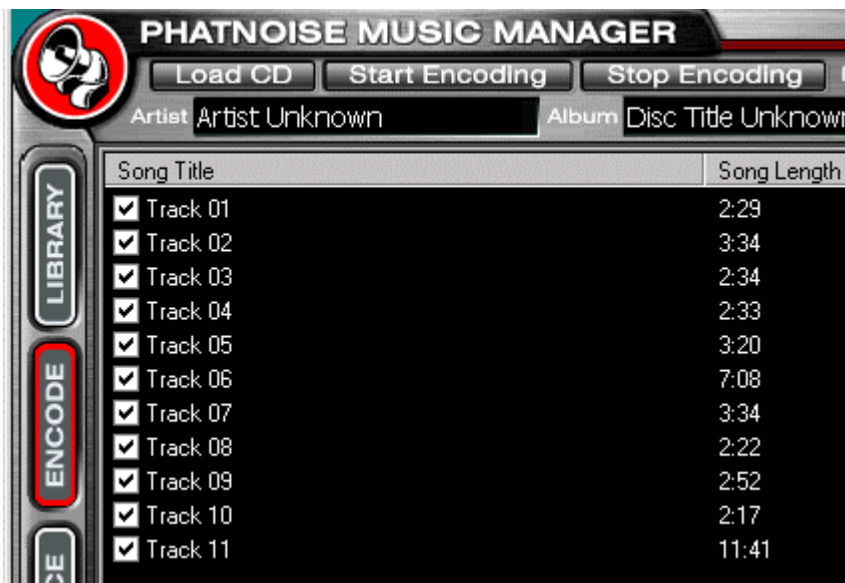 PHATNOISE MUSIC MANAGER
Load CD Start Encoding Stop Encoding
Artist Artist Unknown Album Disc Title Unknown
Song Title Song Length
Track 01 2:29
Track 02 3:34
Track 03 2:34
Track 04 2:33
Track 05 3:20
Track 06 7:08
Track 07 3:34
Track 08 2:22
Track 09 2:52
Track 10 2:17
Track 11 11:41
LIBRARY
ENCODE